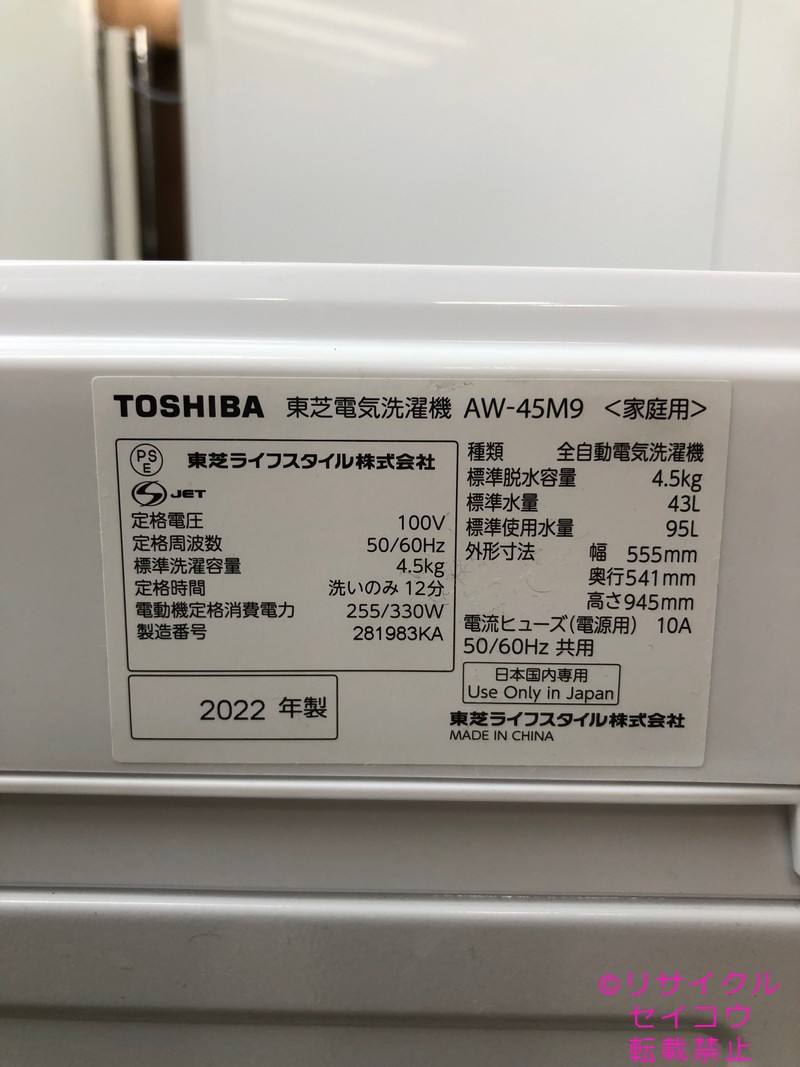 TOSHIBA 東芝電気洗濯機 AW-45M9 <家庭用>
PS
E
東芝ライフスタイル株式会社
S JET
定格電圧 100V
定格周波数 50/60Hz
標準洗濯容量 4.5kg
定格時間 洗いのみ 12分
電動機定格消費電力 255/330W
製造番号 281983KA
2022 年製
種類 全自動電気洗濯機
標準脱水容量 4.5kg
標準水量 43L
標準使用水量 95L
外形寸法 幅 555mm
奥行541mm
高さ945mm
電流ヒューズ(電源用) 10A
50/60Hz 共用
日本国内専用
Use Only in Japan
東芝ライフスタイル株式会社
MADE IN CHINA
©リサイクル
セイコウ
転載禁止